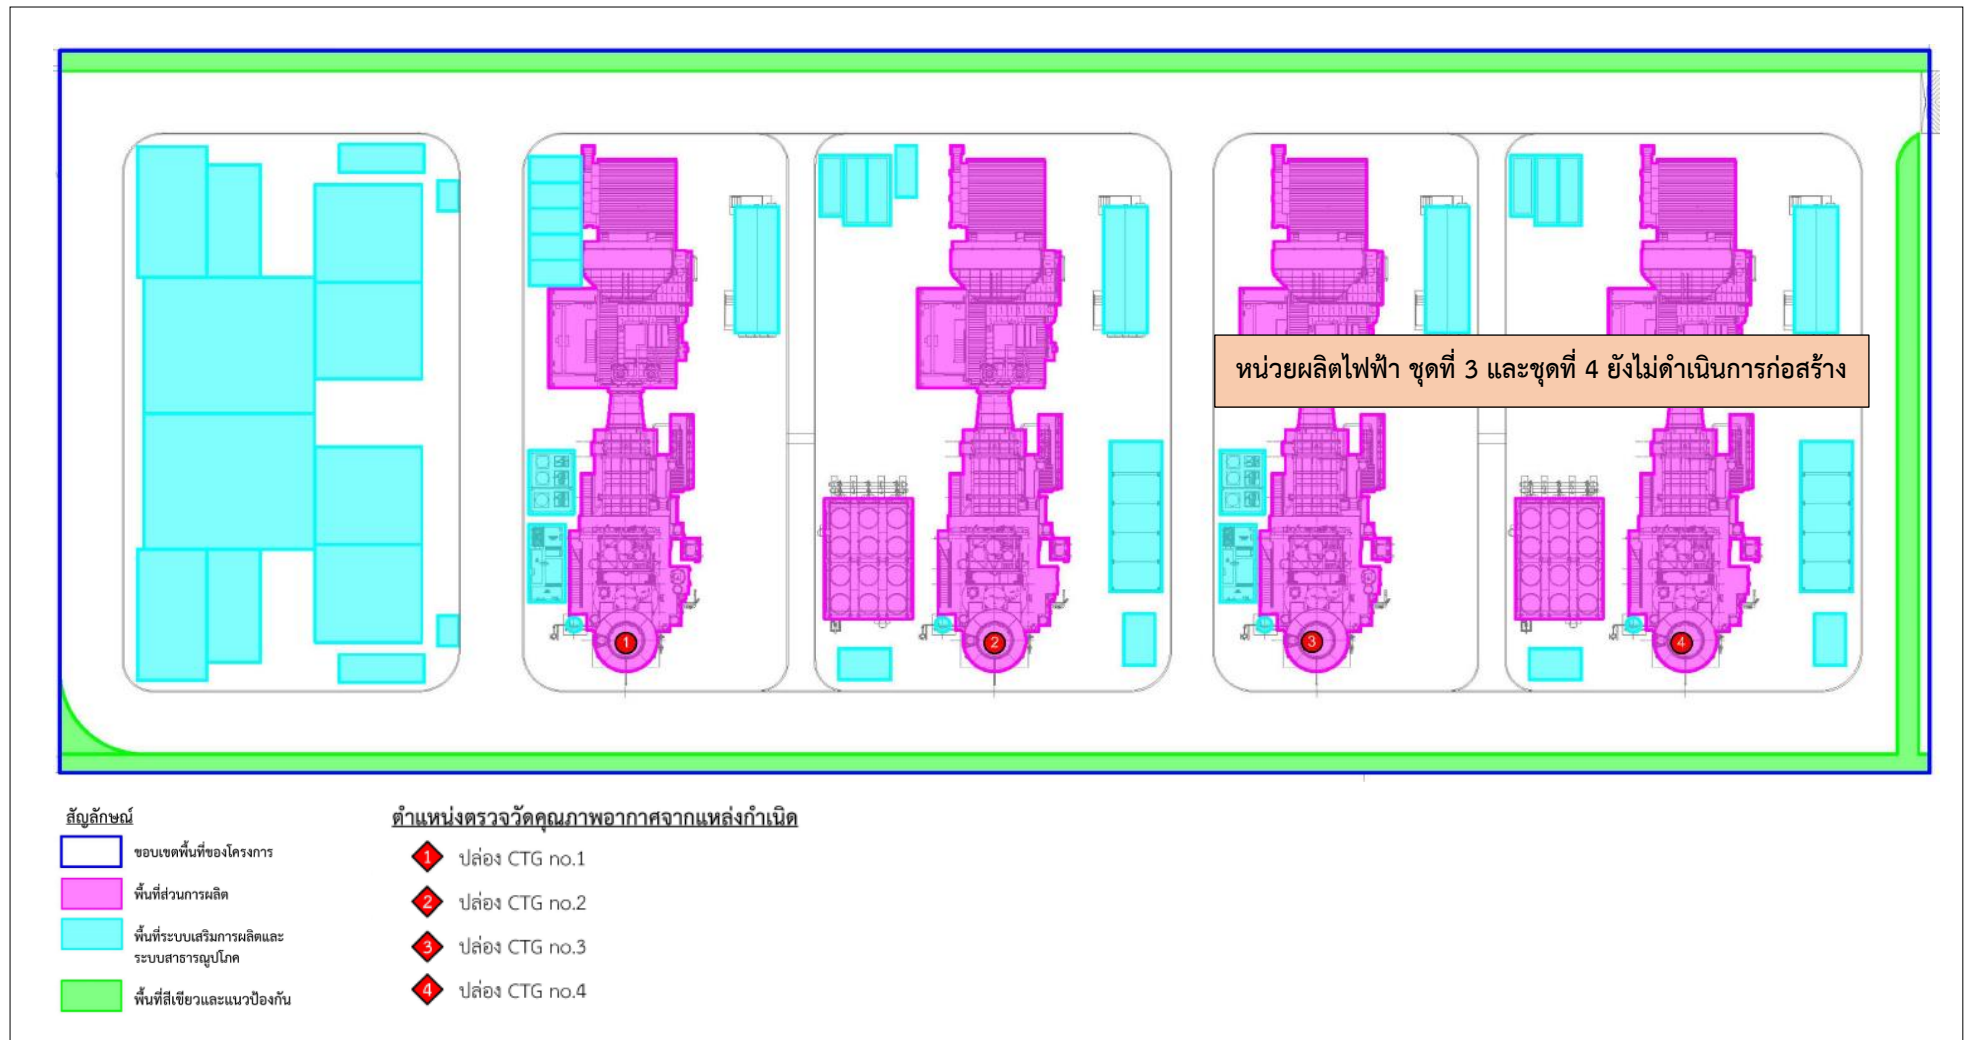 หน่วยผลิตไฟฟ้า ชุดที่ 3 และชุดที่ 4 ยังไม่ดำเนินการก่อสร้าง
1
2
3
4
สัญลักษณ์
ขอบเขตพื้นที่ของโครงการ
พื้นที่ส่วนการผลิต
พื้นที่ระบบเสริมการผลิตและ
ระบบสาธารณูปโภค
พื้นที่สีเขียวและแนวป้องกัน
ตำแหน่งตรวจวัดคุณภาพอากาศจากแหล่งกำเนิด
1 ปล่อง CTG no.1
2 ปล่อง CTG no.2
3 ปล่อง CTG no.3
4 ปล่อง CTG no.4